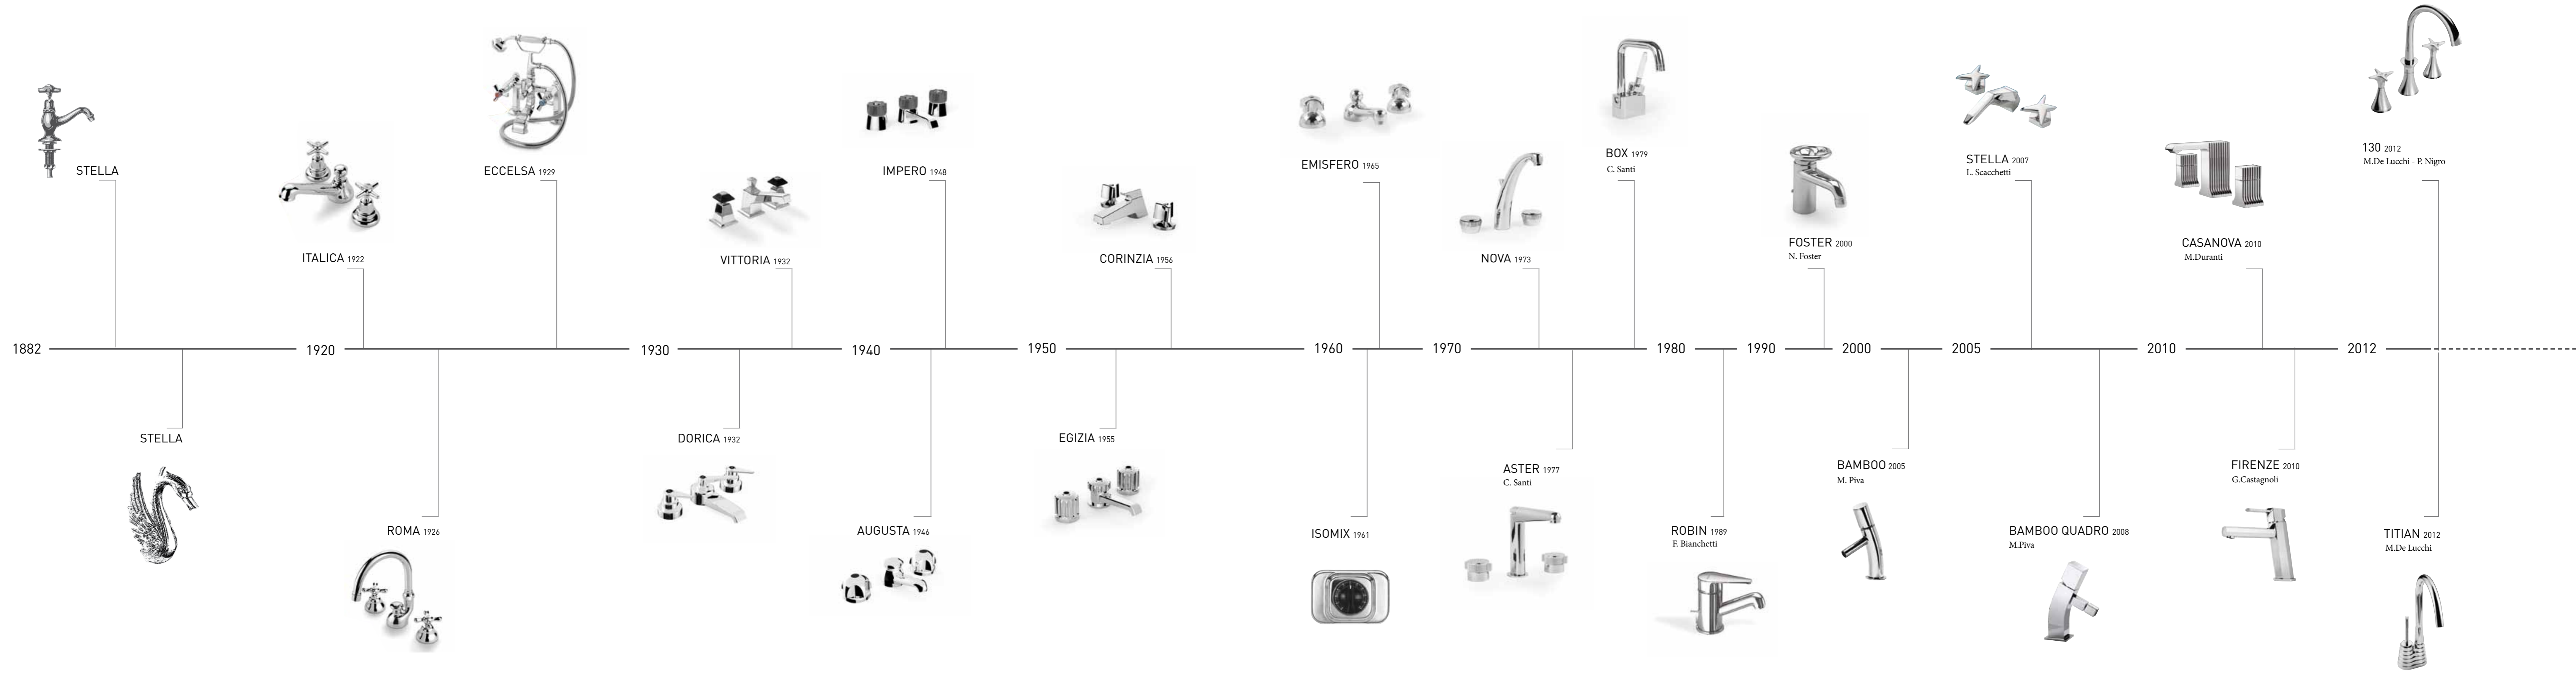 STELLA
ITALICA 1922
ECCELSA 1929
VITTORIA 1932
IMPERO 1948
CORINZIA 1956
EMISFERO 1965
NOVA 1973
BOX 1979
C. Santi
FOSTER 2000
N. Foster
STELLA 2007
L. Scacchetti
CASANOVA 2010
M.Duranti
130 2012
M.De Lucchi - P. Nigro
1882
1920
1930
1940
1950
1960
1970
1980
1990
2000
2005
2010
2012
STELLA
ROMA 1926
DORICA 1932
AUGUSTA 1946
EGIZIA 1955
ISOMIX 1961
ASTER 1977
C. Santi
ROBIN 1989
F. Bianchetti
BAMBOO 2005
M. Piva
BAMBOO QUADRO 2008
M.Piva
FIRENZE 2010
G.Castagnoli
TITIAN 2012
M.De Lucchi